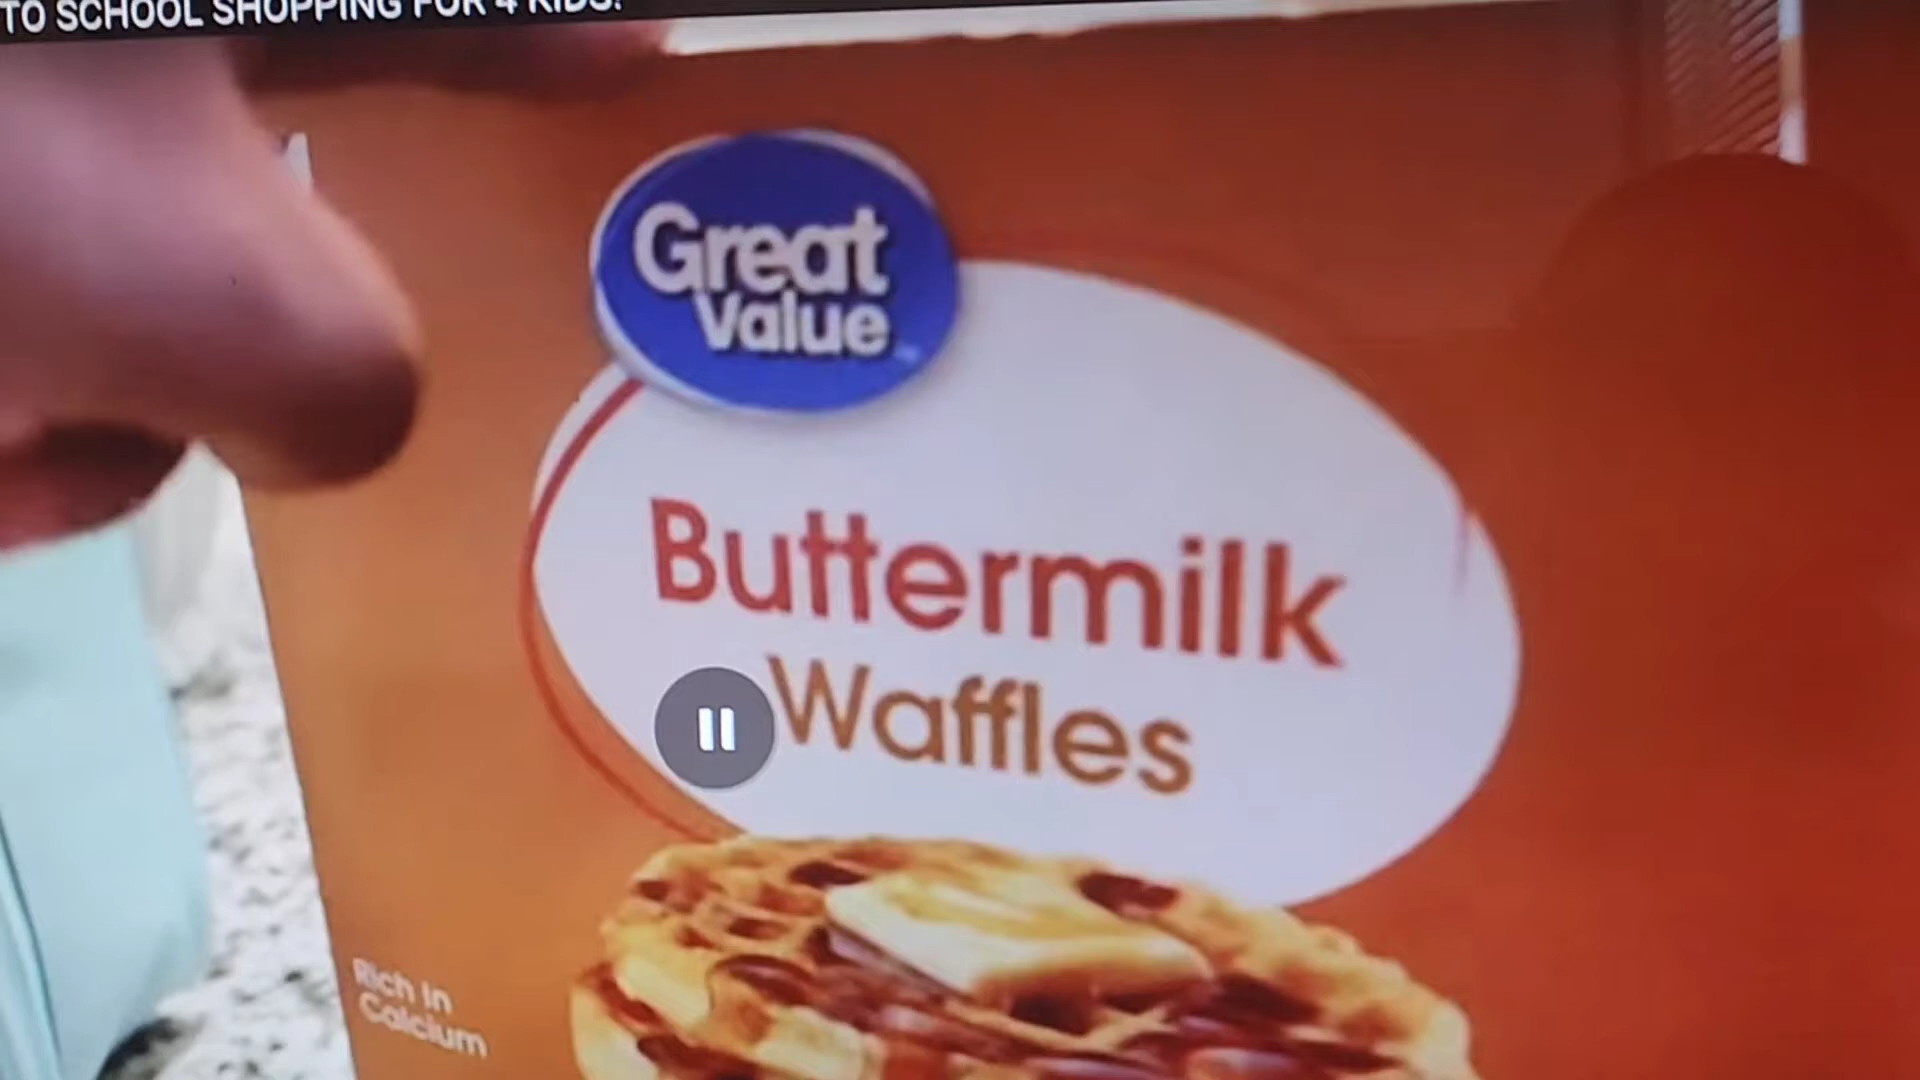 TO SCHOOL SHOPPING FOR 4 KIDS!
Great
Value
Buttermilk
Waffles
Rich in
Calcium